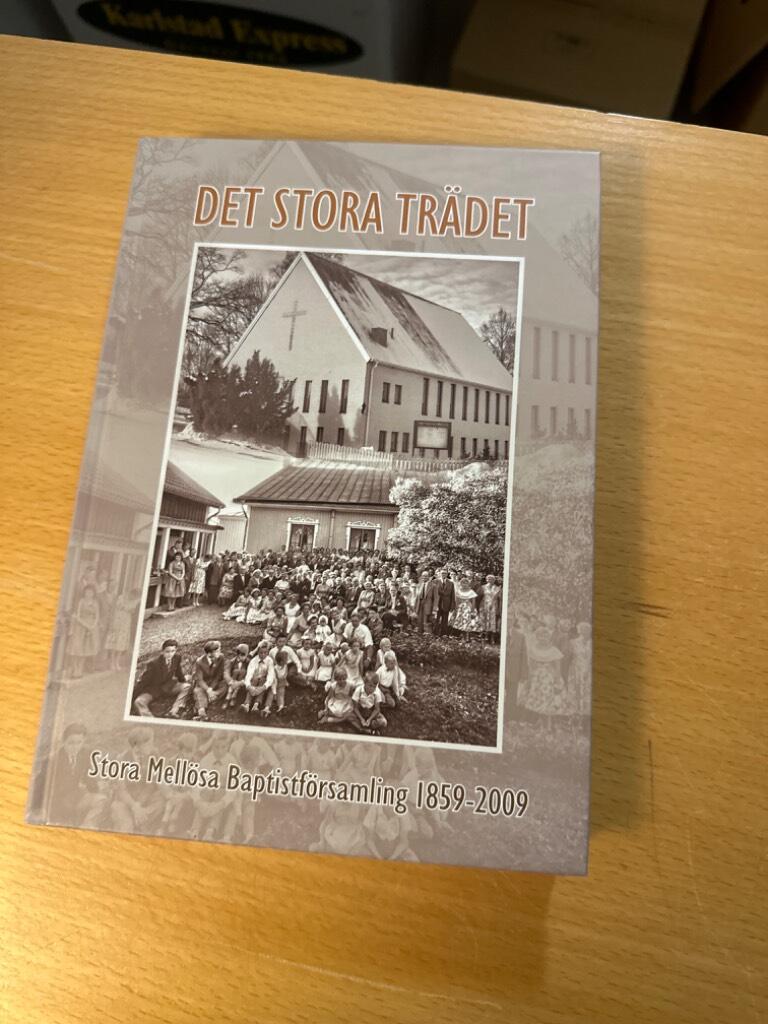 Karlstad Express
DET STORA TRÄDET
Stora Mellösa Baptistförsamling 1859-2009